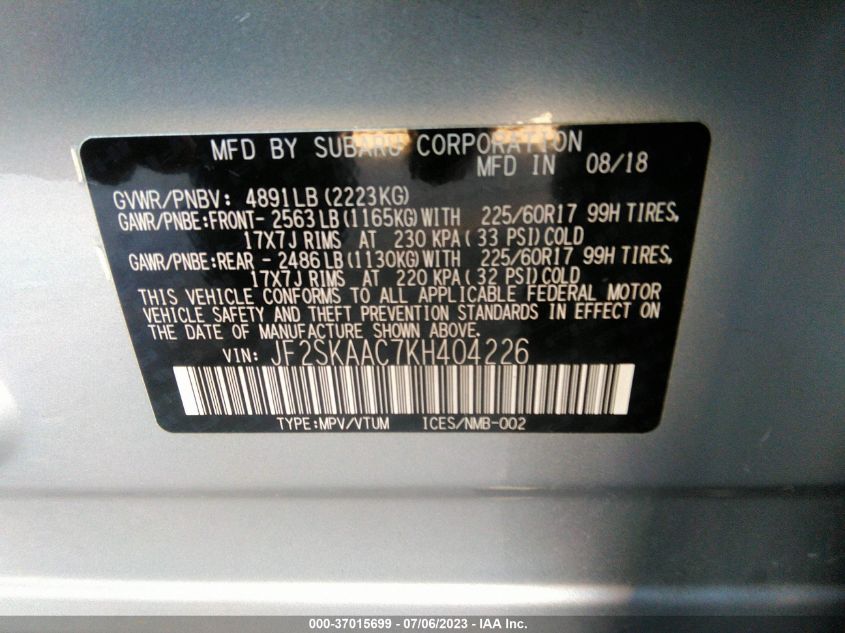 MFD BY SUBARU CORPORATION
MFD IN 08/18
GVWR/PNBV: 4891LB (2223KG)
GAWR/PNBE:FRONT- 2563LB (1165KG) WITH 225/60R17 99H TIRES,
17X7J RIMS AT 230 KPA ( 33 PSI) COLD
GAWR/PNBE:REAR - 2486LB (1130KG) WITH 225/60R17 99H TIRES,
17X7J RIMS AT 220 KPA ( 32 PSI) COLD
THIS VEHICLE CONFORMS TO ALL APPLICABLE FEDERAL MOTOR
VEHICLE SAFETY AND THEFT PREVENTION STANDARDS IN EFFECT ON
THE DATE OF MANUFACTURE SHOWN ABOVE.
VIN: JF2SKAAC7KH404226
TYPE:MPV/VTUM ICES/NMB-002
000-37015699 - 07/06/2023 - IAA Inc.